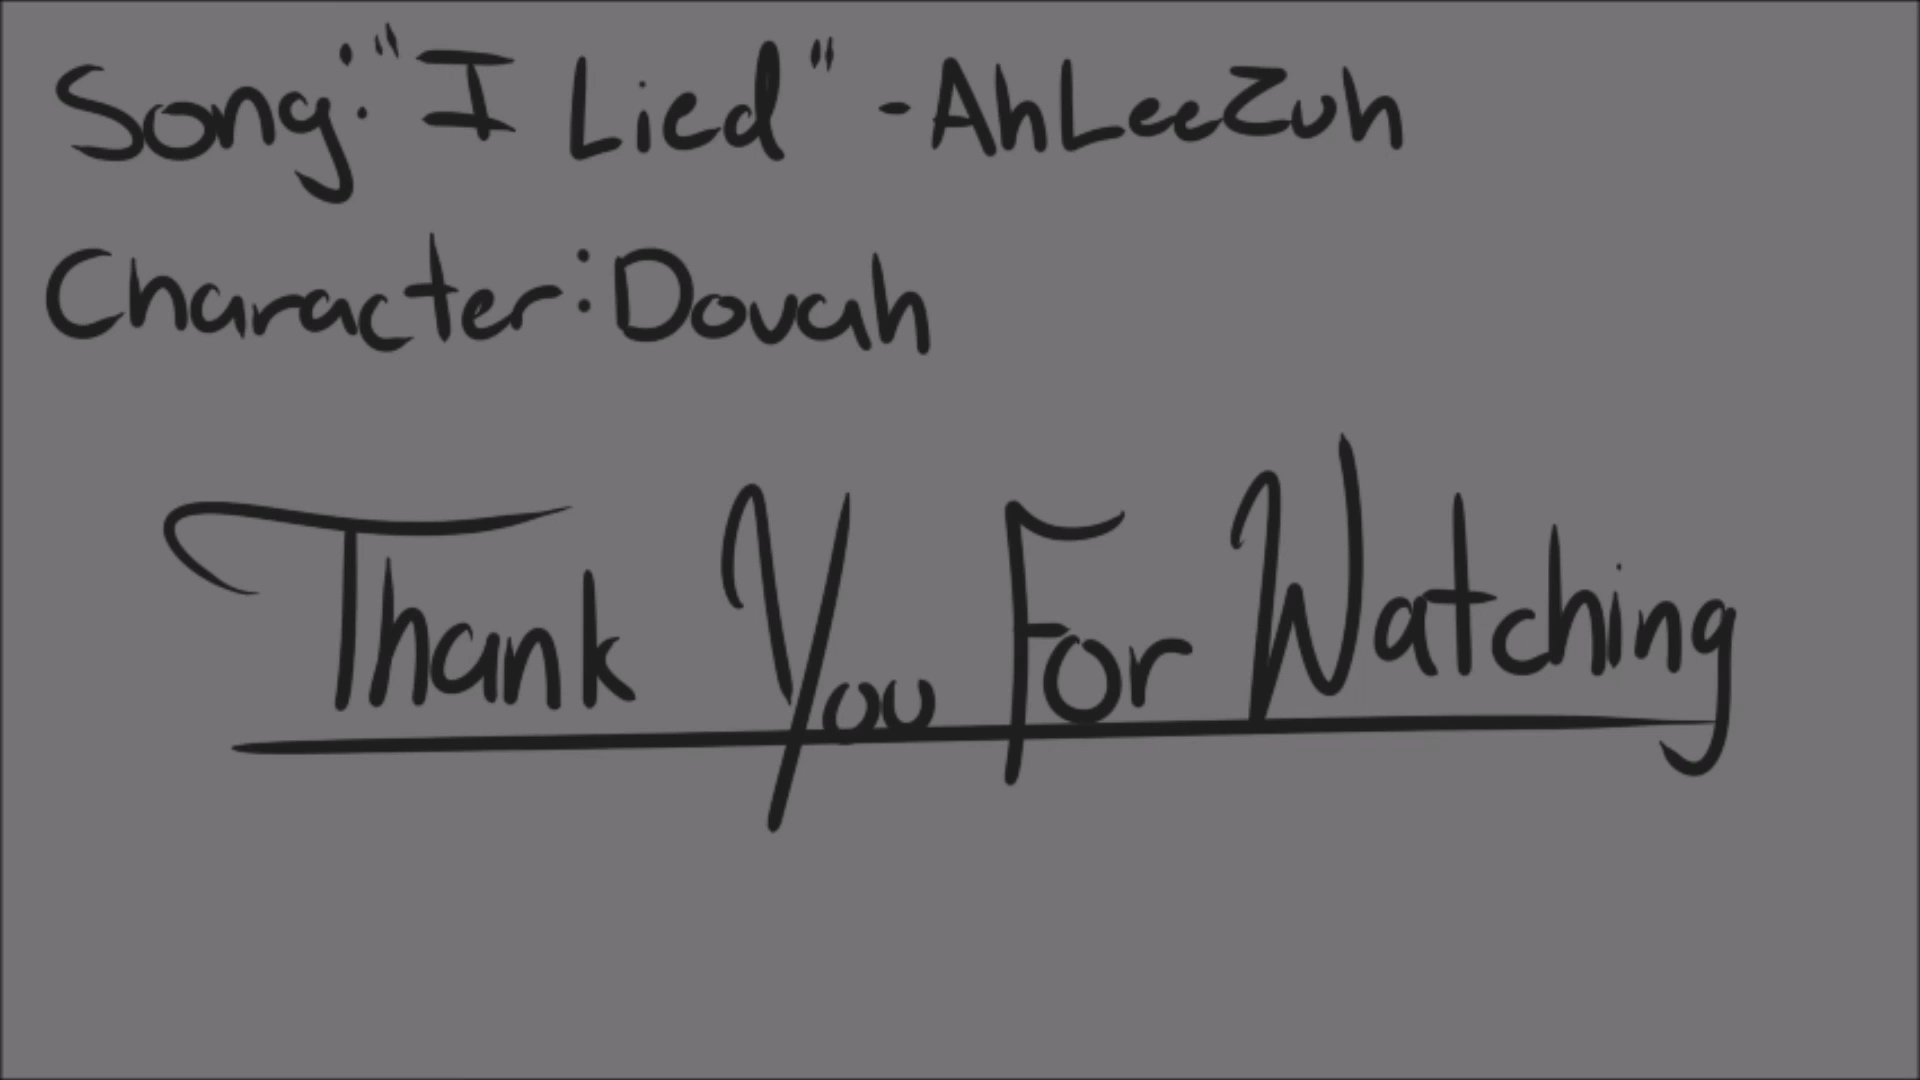 Song: "I Lied" - AhLeeZuh
Character: Dovah
Thank You For Watching